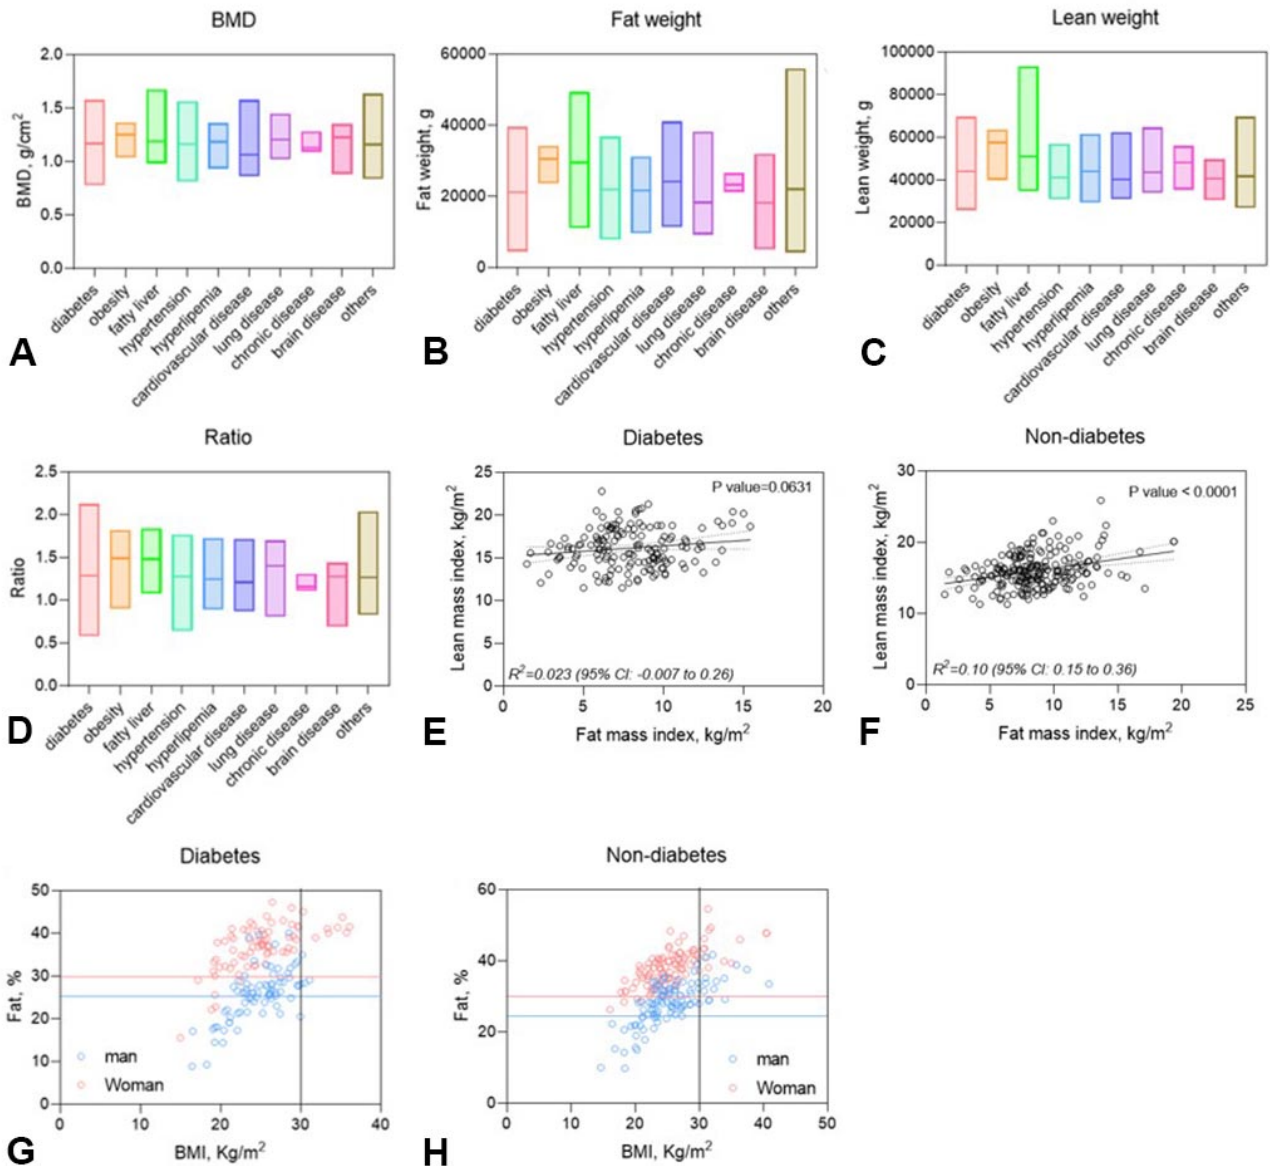 BMD
2.0
1.5
1.0
0.5
0.0
BMD, g/cm²
diabetes
obesity
fatty liver
hypertension
hyperlipemia
cardiovascular disease
lung disease
chronic disease
brain disease
others
A
Fat weight
60000
40000
20000
0
Fat weight, g
diabetes
obesity
fatty liver
hypertension
hyperlipemia
cardiovascular disease
lung disease
chronic disease
brain disease
others
B
Lean weight
100000
80000
60000
40000
20000
0
Lean weight, g
diabetes
obesity
fatty liver
hypertension
hyperlipemia
cardiovascular disease
lung disease
chronic disease
brain disease
others
C
Ratio
2.5
2.0
1.5
1.0
0.5
0.0
Ratio
diabetes
obesity
fatty liver
hypertension
hyperlipemia
cardiovascular disease
lung disease
chronic disease
brain disease
others
D
Diabetes
25
20
15
10
5
0
Lean mass index, kg/m²
P value=0.0631
R²=0.023 (95% CI: -0.007 to 0.26)
0 5 10 15 20
Fat mass index, kg/m²
E
Non-diabetes
30
20
10
0
Lean mass index, kg/m²
P value < 0.0001
R²=0.10 (95% CI: 0.15 to 0.36)
0 5 10 15 20 25
Fat mass index, kg/m²
F
Diabetes
50
40
30
20
10
0
Fat, %
man
Woman
0 10 20 30 40
BMI, Kg/m²
G
Non-diabetes
60
40
20
0
Fat, %
man
Woman
0 10 20 30 40 50
BMI, Kg/m²
H